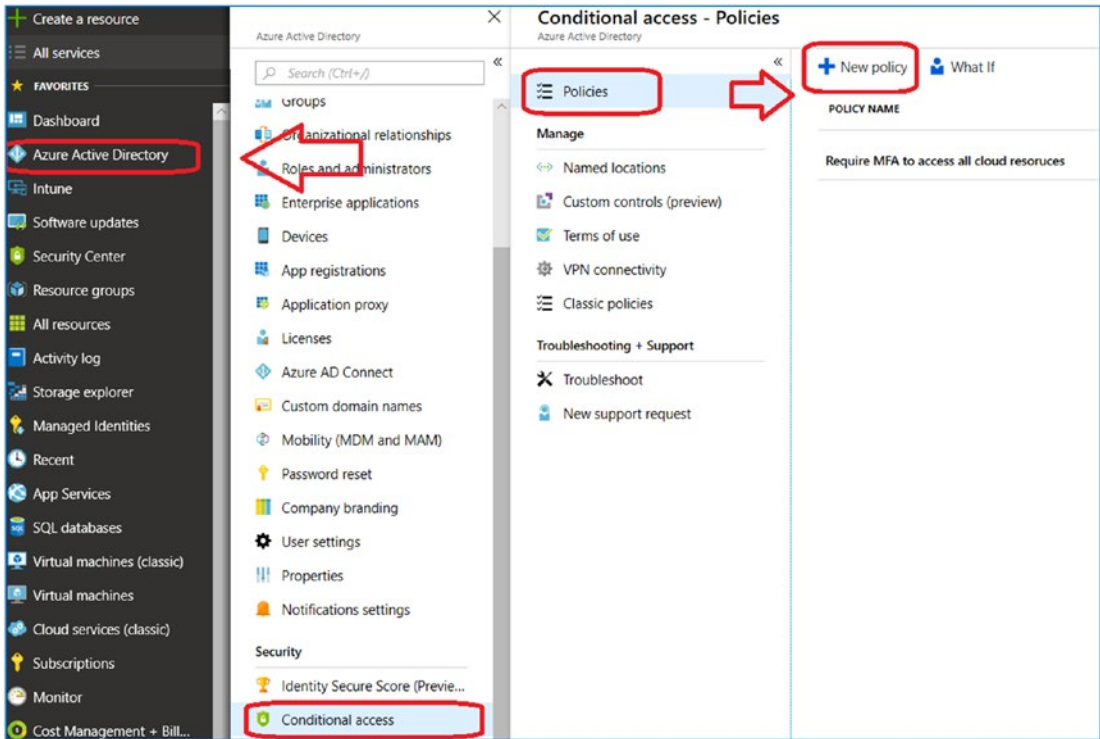 Create a resource
All services
FAVORITES
Dashboard
Azure Active Directory
Intune
Software updates
Security Center
Resource groups
All resources
Activity log
Storage explorer
Managed Identities
Recent
App Services
SQL databases
Virtual machines (classic)
Virtual machines
Cloud services (classic)
Subscriptions
Monitor
Cost Management + Bill...
Azure Active Directory
Search (Ctrl+/)
Groups
Organizational relationships
Roles and administrators
Enterprise applications
Devices
App registrations
Application proxy
Licenses
Azure AD Connect
Custom domain names
Mobility (MDM and MAM)
Password reset
Company branding
User settings
Properties
Notifications settings
Security
Identity Secure Score (Previe...
Conditional access
Conditional access - Policies
Azure Active Directory
Policies
Manage
Named locations
Custom controls (preview)
Terms of use
VPN connectivity
Classic policies
Troubleshooting + Support
Troubleshoot
New support request
New policy
What If
POLICY NAME
Require MFA to access all cloud resoruces